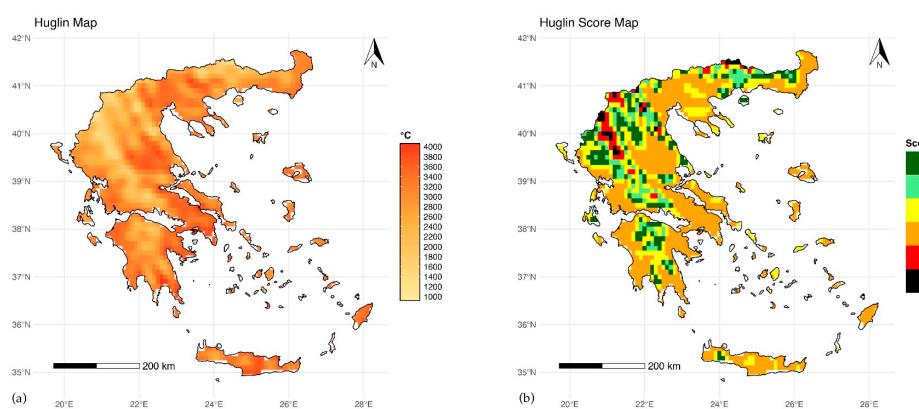 Huglin Map
42°N
41°N
40°N
39°N
38°N
37°N
36°N
35°N
N
°C
4000
3800
3600
3400
3200
3000
2800
2600
2400
2200
2000
1800
1600
1400
1200
1000
200 km
(a)
20°E
22°E
24°E
26°E
28°E
Huglin Score Map
42°N
41°N
40°N
39°N
38°N
37°N
36°N
35°N
N
Sco
200 km
(b)
20°E
22°E
24°E
26°E
28°E